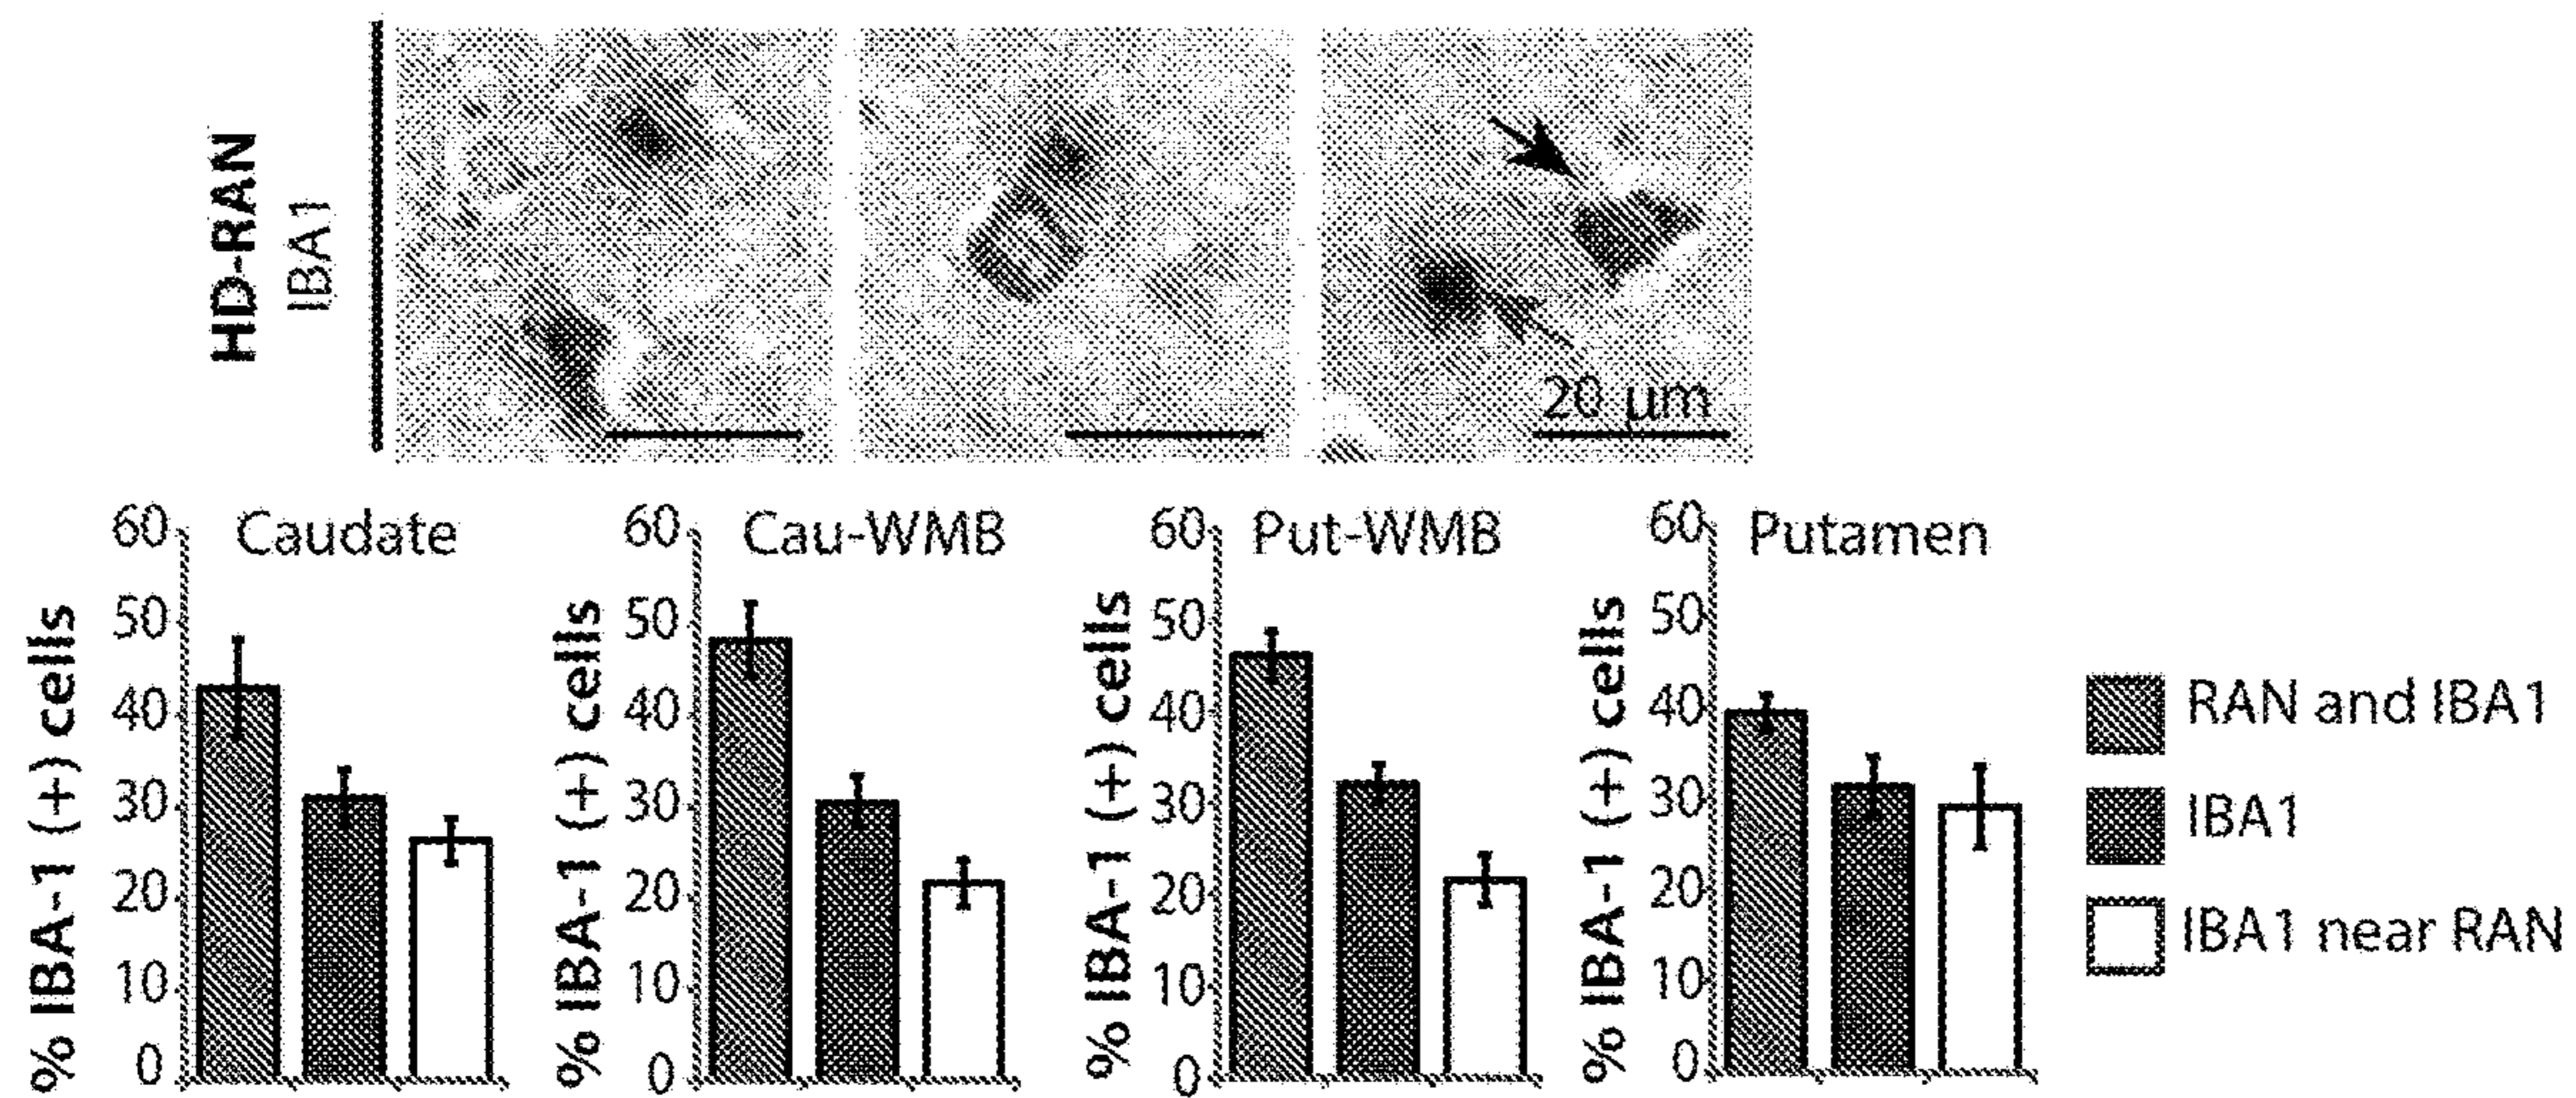 HD-RAN
IBA1
20 µm
Caudate
% IBA-1 (+) cells
60
50
40
30
20
10
0
Cau-WMB
% IBA-1 (+) cells
60
50
40
30
20
10
0
Put-WMB
% IBA-1 (+) cells
60
50
40
30
20
10
0
Putamen
% IBA-1 (+) cells
60
50
40
30
20
10
0
RAN and IBA1
IBA1
IBA1 near RAN